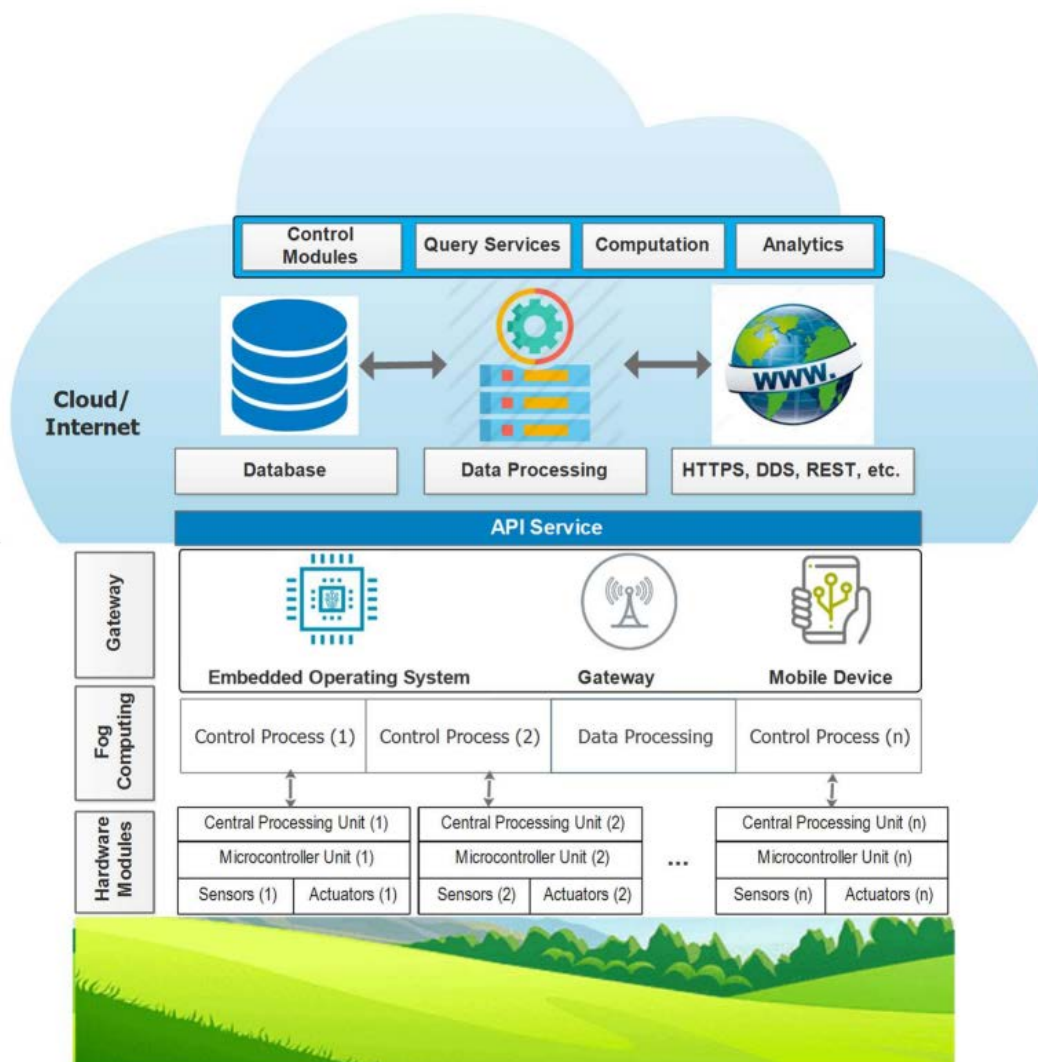 Control
Modules
Query Services
Computation
Analytics
WWW.
Cloud/
Internet
Database
Data Processing
HTTPS, DDS, REST, etc.
API Service
Gateway
Embedded Operating System
Gateway
Mobile Device
Fog
Computing
Control Process (1)
Control Process (2)
Data Processing
Control Process (n)
Hardware
Modules
Central Processing Unit (1)
Central Processing Unit (2)
Central Processing Unit (n)
Microcontroller Unit (1)
Microcontroller Unit (2)
...
Microcontroller Unit (n)
Sensors (1)
Actuators (1)
Sensors (2)
Actuators (2)
Sensors (n)
Actuators (n)